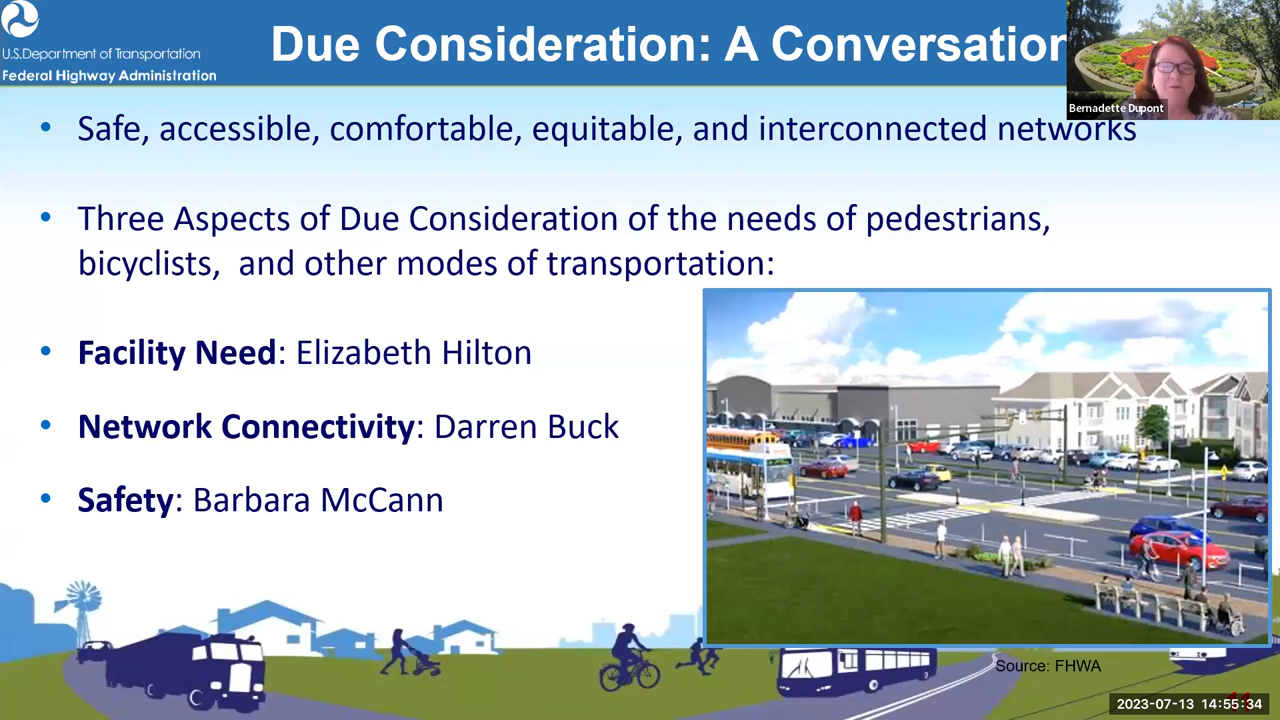 U.S.Department of Transportation
Federal Highway Administration
Due Consideration: A Conversation
Bernadette Dupont
• Safe, accessible, comfortable, equitable, and interconnected networks
• Three Aspects of Due Consideration of the needs of pedestrians,
bicyclists, and other modes of transportation:
• Facility Need: Elizabeth Hilton
• Network Connectivity: Darren Buck
• Safety: Barbara McCann
Source: FHWA
2023-07-13 14:55:34